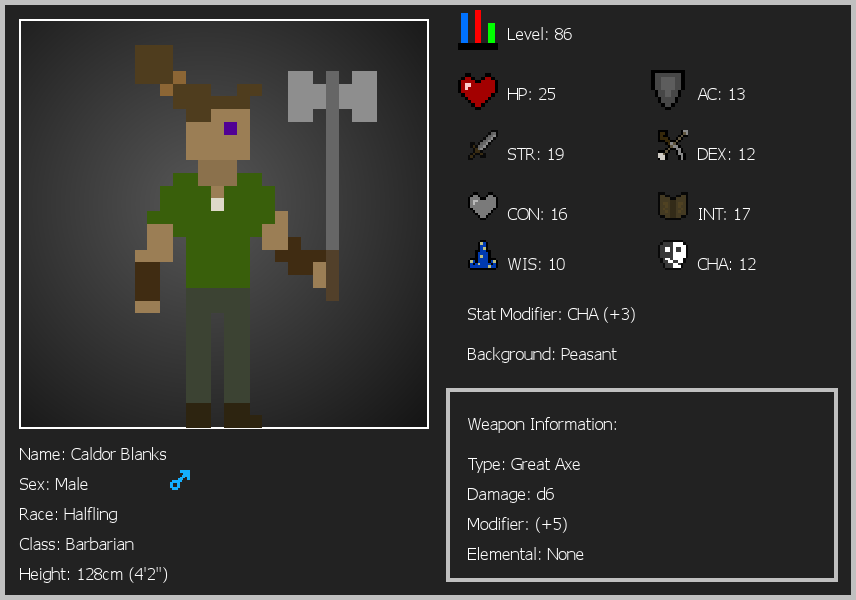 Level: 86
HP: 25
AC: 13
STR: 19
DEX: 12
CON: 16
INT: 17
WIS: 10
CHA: 12
Stat Modifier: CHA (+3)
Background: Peasant
Weapon Information:
Type: Great Axe
Damage: d6
Modifier: (+5)
Elemental: None
Name: Caldor Blanks
Sex: Male
Race: Halfling
Class: Barbarian
Height: 128cm (4'2")